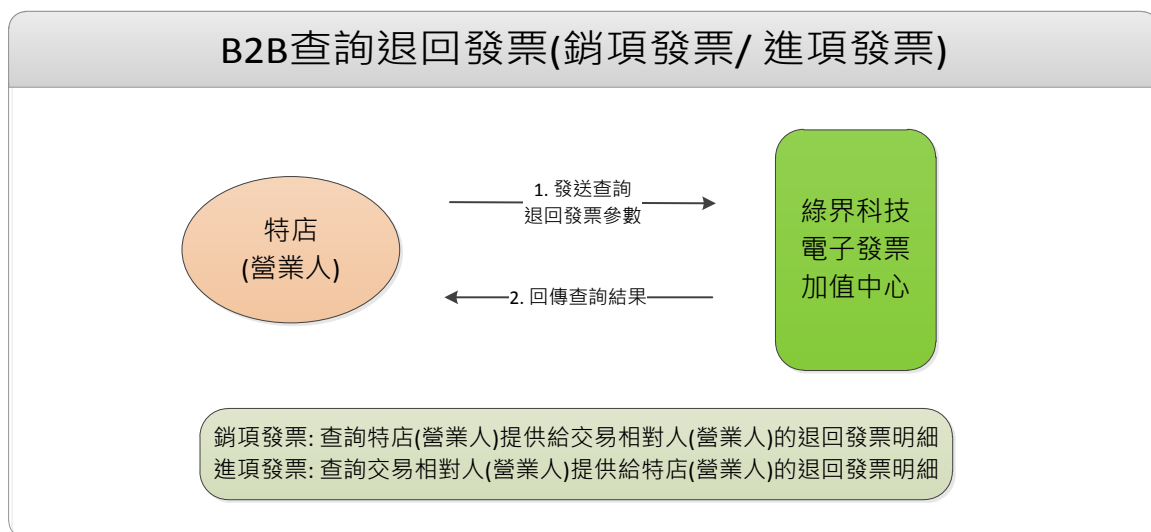 B2B查詢退回發票(銷項發票/ 進項發票)
特店
(營業人)
1. 發送查詢
退回發票參數
2. 回傳查詢結果
綠界科技
電子發票
加值中心
銷項發票: 查詢特店(營業人)提供給交易相對人(營業人)的退回發票明細
進項發票: 查詢交易相對人(營業人)提供給特店(營業人)的退回發票明細